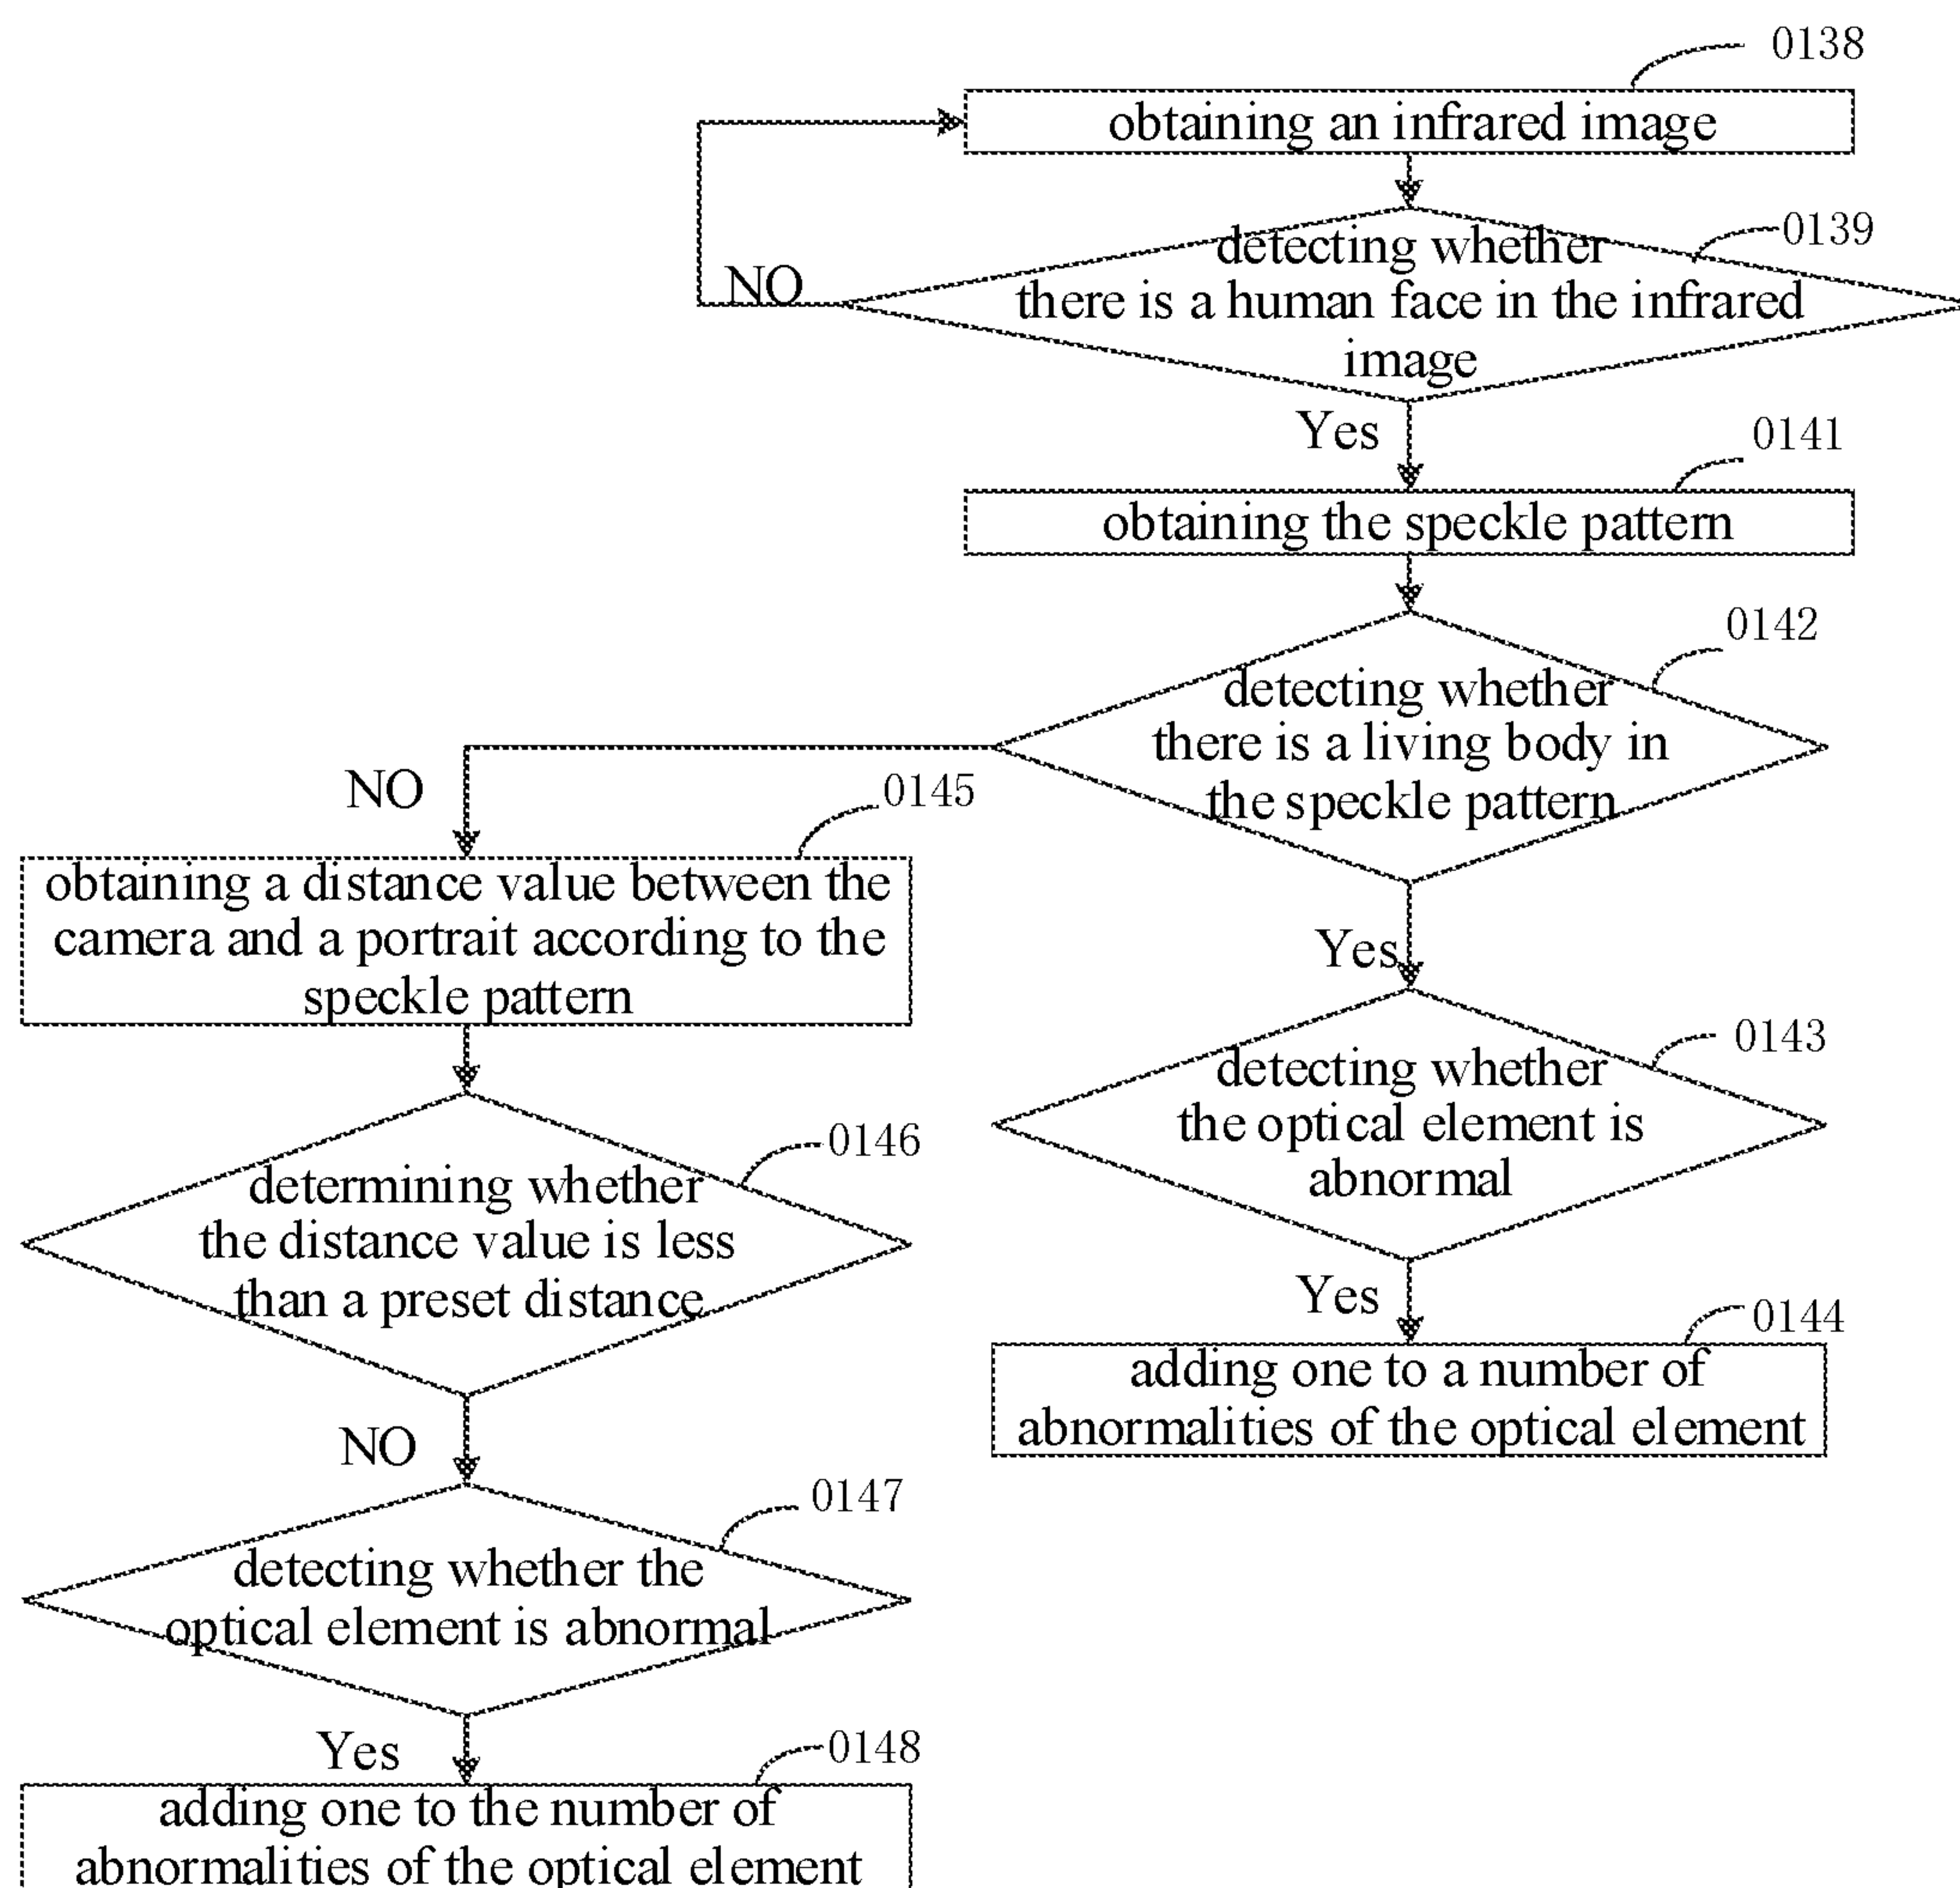 0138
obtaining an infrared image
0139
detecting whether
there is a human face in the infrared
image
NO
Yes
0141
obtaining the speckle pattern
0142
detecting whether
there is a living body in
the speckle pattern
NO
0145
obtaining a distance value between the
camera and a portrait according to the
speckle pattern
Yes
0143
detecting whether
the optical element is
abnormal
0146
determining whether
the distance value is less
than a preset distance
Yes
0144
adding one to a number of
abnormalities of the optical element
NO
0147
detecting whether the
optical element is abnormal
Yes
0148
adding one to the number of
abnormalities of the optical element